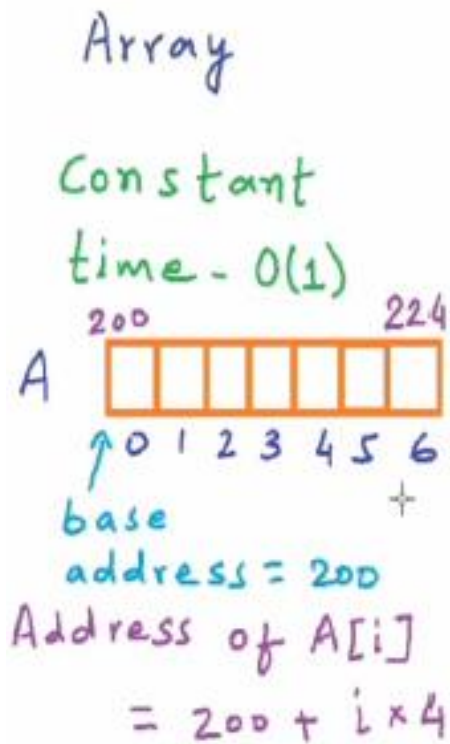 Array
Constant
time - O(1)
200 224
A
0 1 2 3 4 5 6
base
address = 200
Address of A[i]
= 200 + i × 4